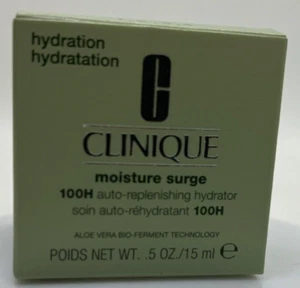 hydration
hydratation
C
CLINIQUE
moisture surge
100H auto-replenishing hydrator
soin auto-réhydratant 100H
ALOE VERA BIO-FERMENT TECHNOLOGY
POIDS NET WT. .5 OZ./15 ml ℮